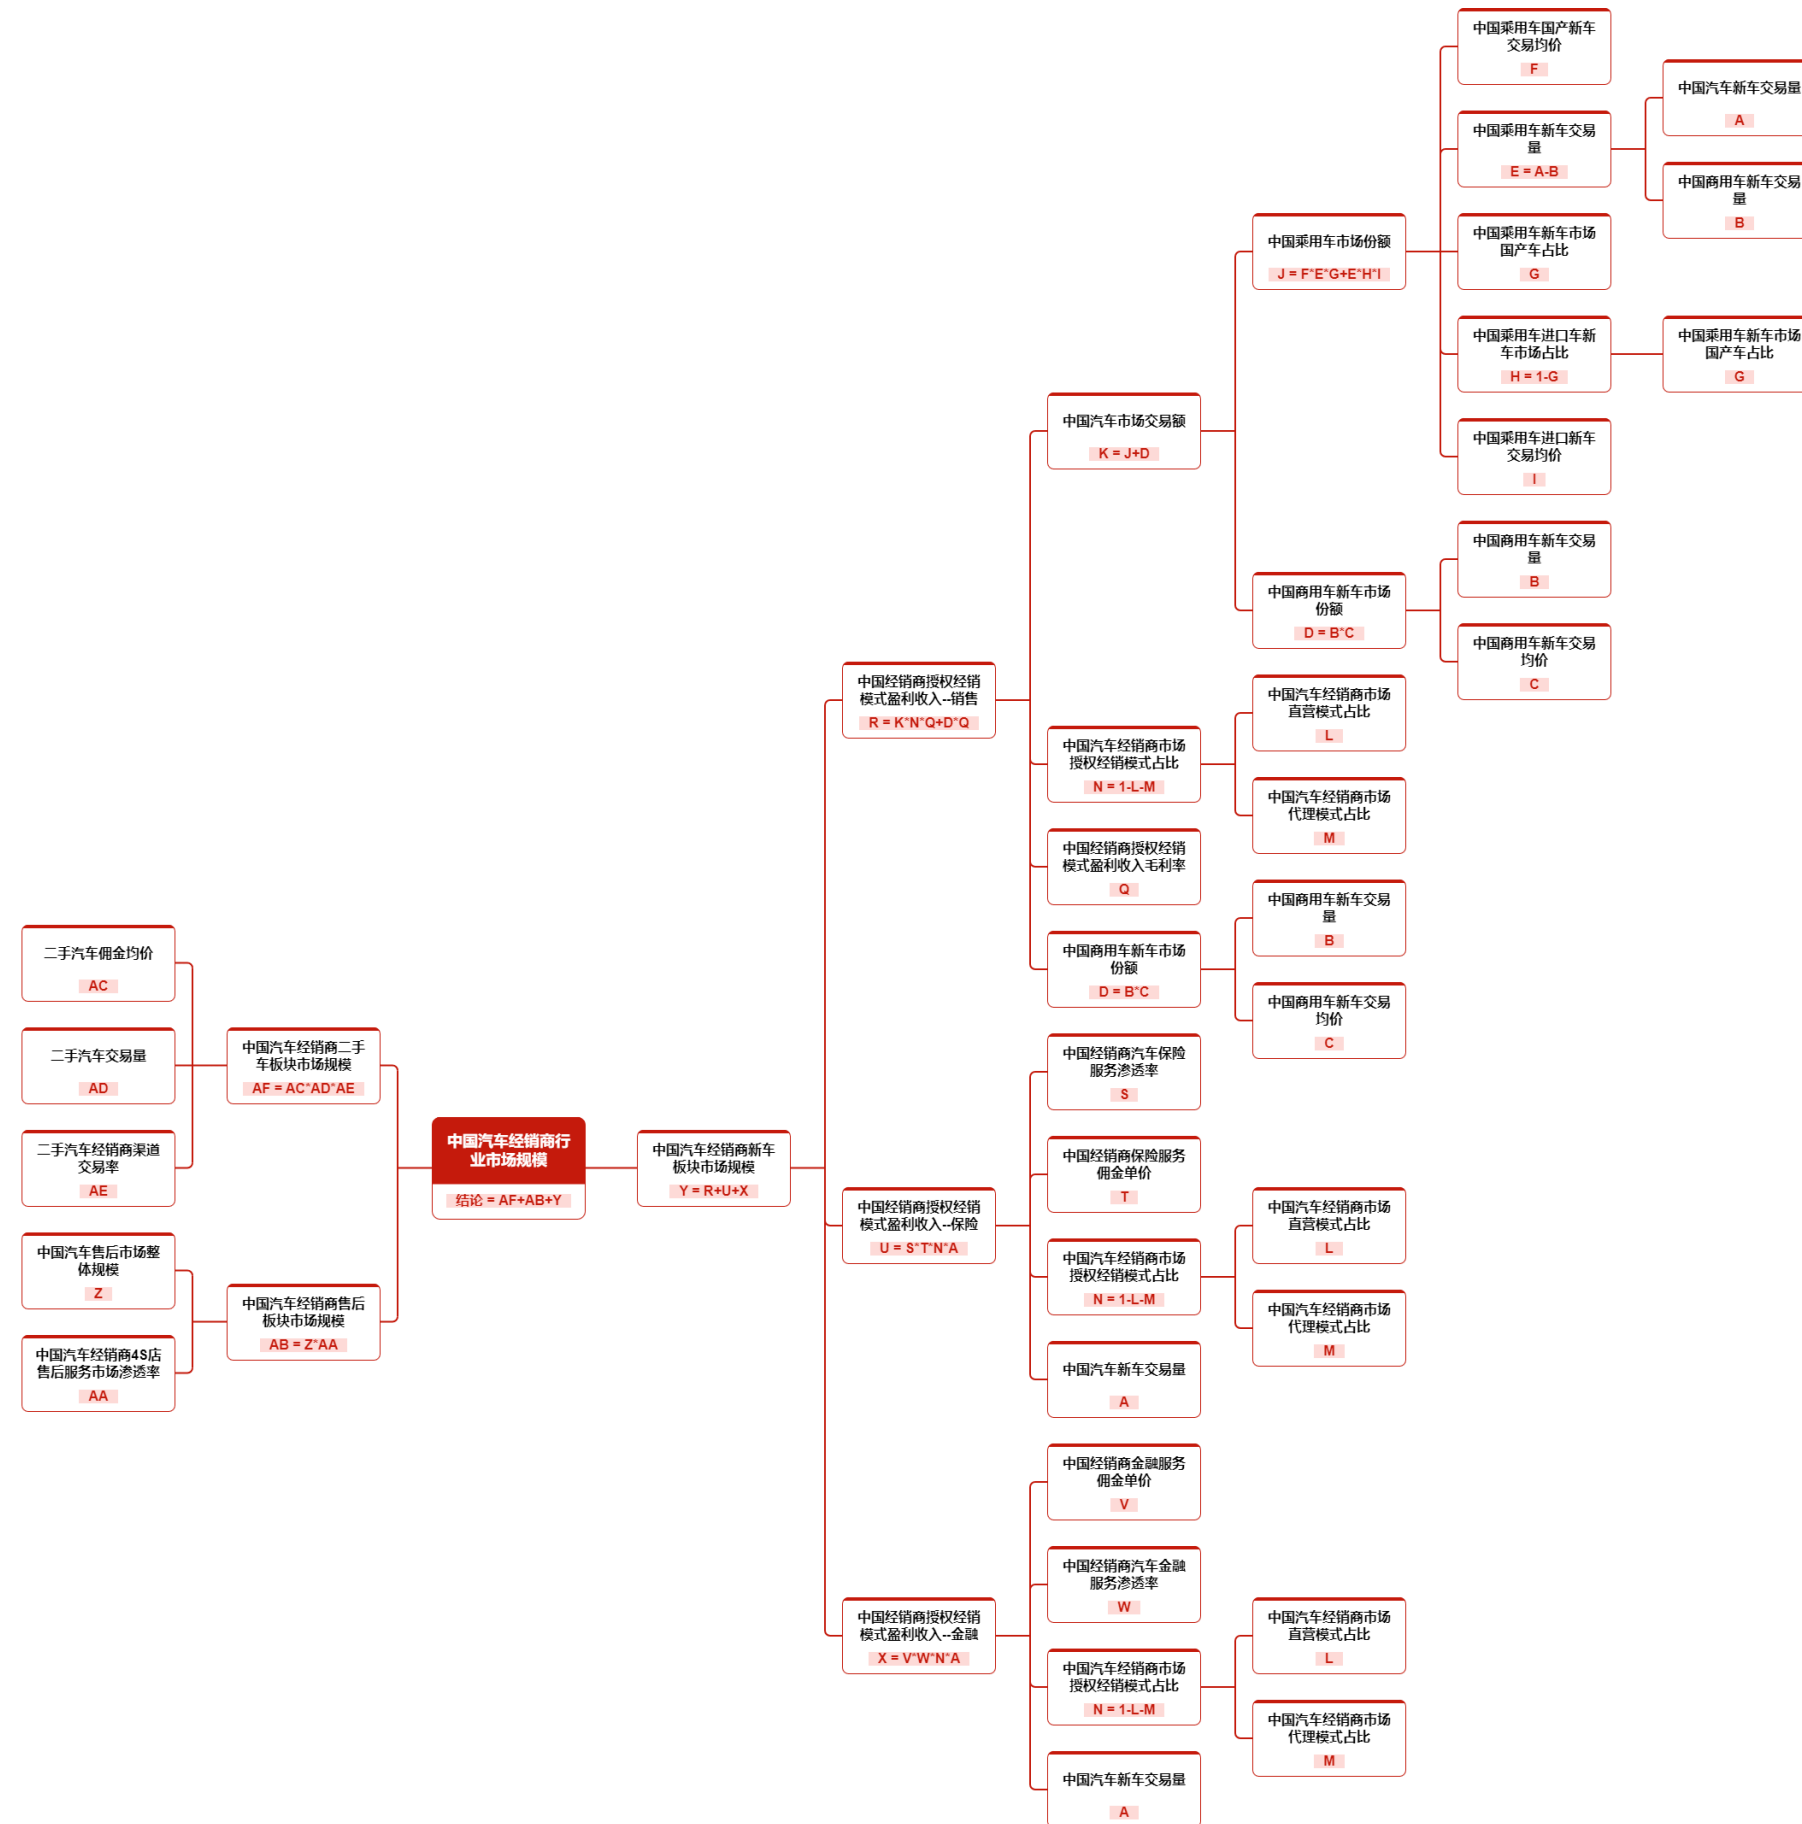 中国汽车经销商行
业市场规模
结论 = AF+AB+Y
中国汽车经销商二手
车板块市场规模
AF = AC*AD*AE
二手汽车佣金均价
AC
二手汽车交易量
AD
二手汽车经销商渠道
交易率
AE
中国汽车经销商售后
板块市场规模
AB = Z*AA
中国汽车售后市场整
体规模
Z
中国汽车经销商4S店
售后服务市场渗透率
AA
中国汽车经销商新车
板块市场规模
Y = R+U+X
中国经销商授权经销
模式盈利收入--销售
R = K*N*Q+D*Q
中国汽车市场交易额
K = J+D
中国乘用车市场份额
J = F*E*G+E*H*I
中国乘用车国产新车
交易均价
F
中国乘用车新车交易
量
E = A-B
中国汽车新车交易量
A
中国商用车新车交易
量
B
中国乘用车新车市场
国产车占比
G
中国乘用车进口车新
车市场占比
H = 1-G
中国乘用车新车市场
国产车占比
G
中国乘用车进口新车
交易均价
I
中国商用车新车市场
份额
D = B*C
中国商用车新车交易
量
B
中国商用车新车交易
均价
C
中国汽车经销商市场
授权经销模式占比
N = 1-L-M
中国汽车经销商市场
直营模式占比
L
中国汽车经销商市场
代理模式占比
M
中国经销商授权经销
模式盈利收入毛利率
Q
中国商用车新车市场
份额
D = B*C
中国商用车新车交易
量
B
中国商用车新车交易
均价
C
中国经销商授权经销
模式盈利收入--保险
U = S*T*N*A
中国经销商汽车保险
服务渗透率
S
中国经销商保险服务
佣金单价
T
中国汽车经销商市场
授权经销模式占比
N = 1-L-M
中国汽车经销商市场
直营模式占比
L
中国汽车经销商市场
代理模式占比
M
中国汽车新车交易量
A
中国经销商授权经销
模式盈利收入--金融
X = V*W*N*A
中国经销商金融服务
佣金单价
V
中国经销商汽车金融
服务渗透率
W
中国汽车经销商市场
授权经销模式占比
N = 1-L-M
中国汽车经销商市场
直营模式占比
L
中国汽车经销商市场
代理模式占比
M
中国汽车新车交易量
A